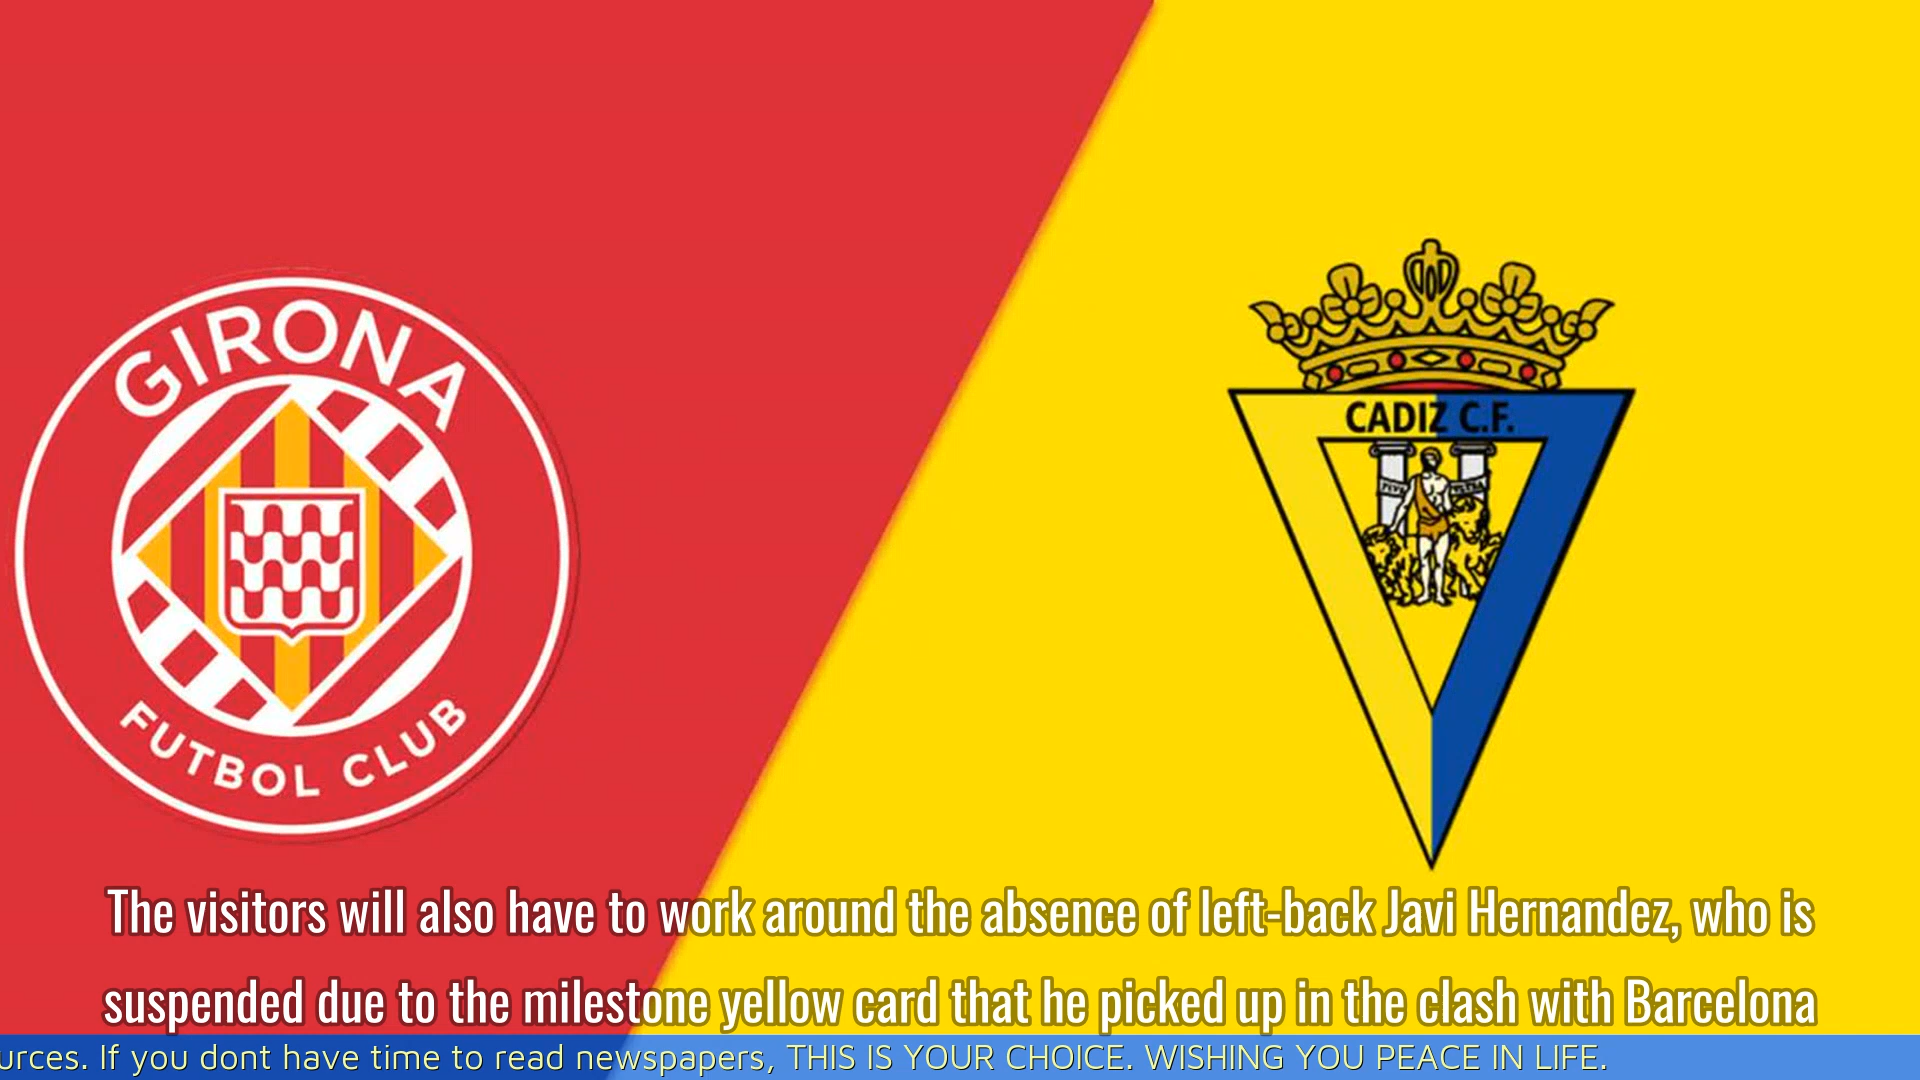 GIRONA
FUTBOL CLUB
CADIZ C.F.
The visitors will also have to work around the absence of left-back Javi Hernandez, who is
suspended due to the milestone yellow card that he picked up in the clash with Barcelona
urces. If you dont have time to read newspapers, THIS IS YOUR CHOICE. WISHING YOU PEACE IN LIFE.